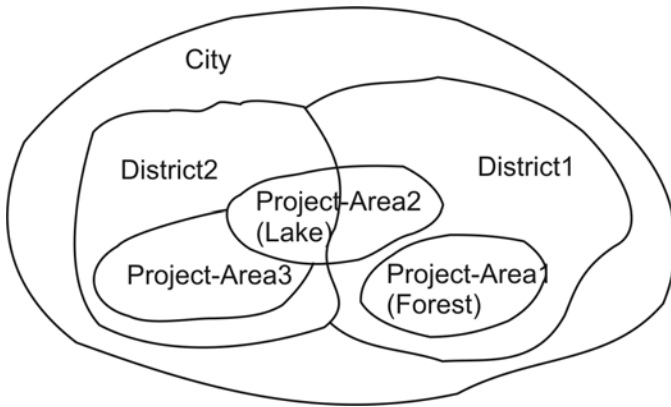 City
District2
District1
Project-Area2
(Lake)
Project-Area3
Project-Area1
(Forest)